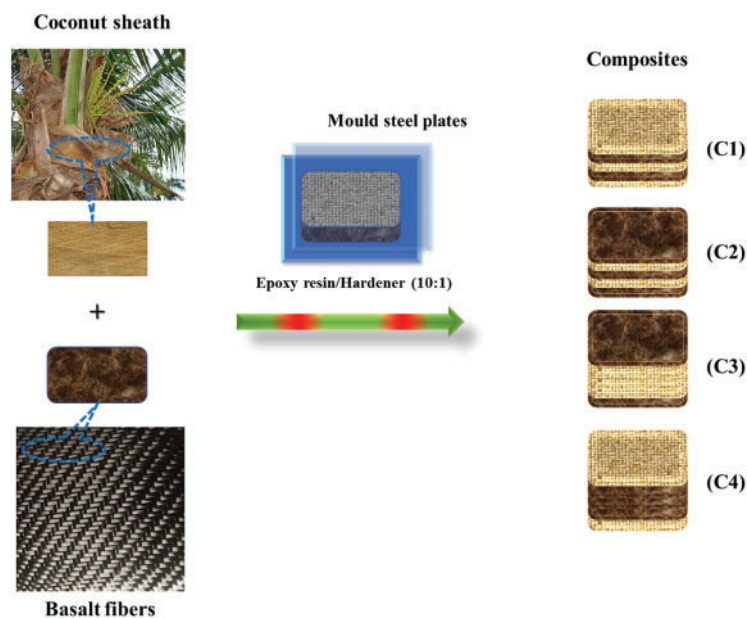 Coconut sheath
+
Basalt fibers
Mould steel plates
Epoxy resin/Hardener (10:1)
Composites
(C1)
(C2)
(C3)
(C4)